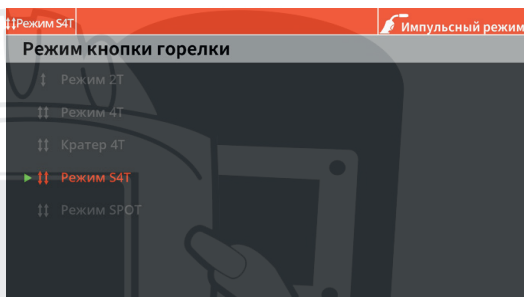 Режим S4T
Импульсный режим
Режим кнопки горелки
Режим 2T
Режим 4T
Кратер 4T
Режим S4T
Режим SPOT